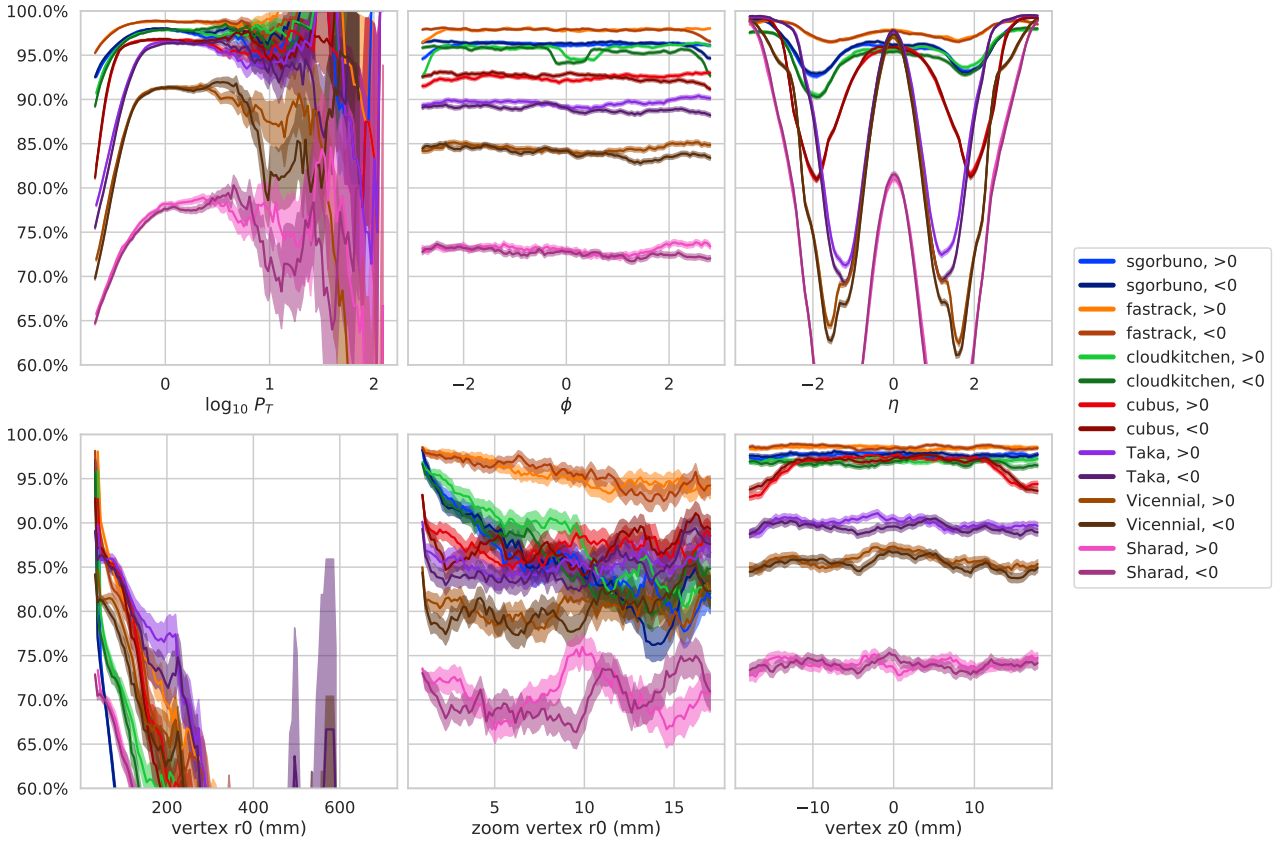 100.0%
95.0%
90.0%
85.0%
80.0%
75.0%
70.0%
65.0%
60.0%
0 1 2
log10 PT
−2 0 2
ϕ
−2 0 2
η
sgorbuno, >0
sgorbuno, <0
fastrack, >0
fastrack, <0
cloudkitchen, >0
cloudkitchen, <0
cubus, >0
cubus, <0
Taka, >0
Taka, <0
Vicennial, >0
Vicennial, <0
Sharad, >0
Sharad, <0
100.0%
95.0%
90.0%
85.0%
80.0%
75.0%
70.0%
65.0%
60.0%
200 400 600
vertex r0 (mm)
5 10 15
zoom vertex r0 (mm)
−10 0 10
vertex z0 (mm)